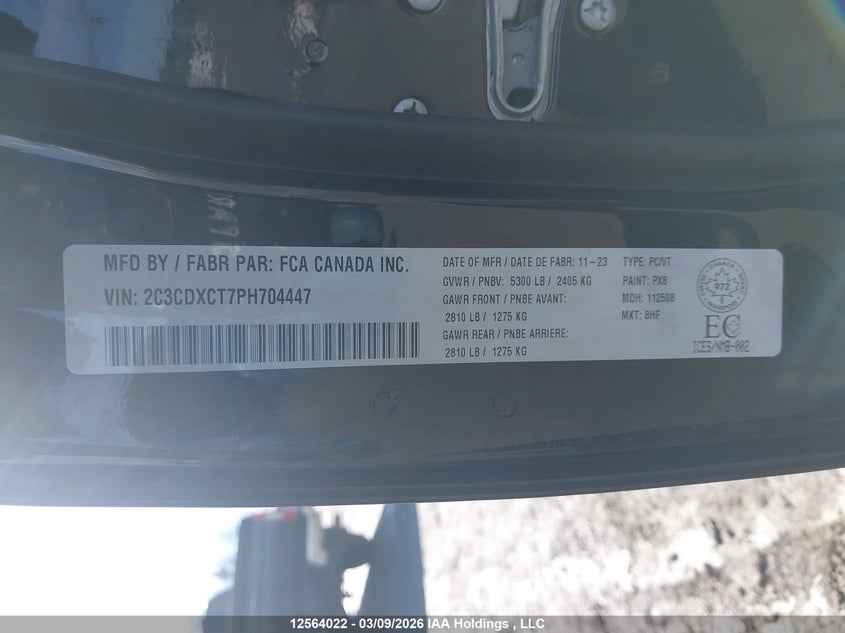 MFD BY / FABR PAR: FCA CANADA INC.
VIN: 2C3CDXCT7PH704447
DATE OF MFR / DATE DE FABR: 11-23
GVWR / PNBV: 5300 LB / 2405 KG
GAWR FRONT / PNBE AVANT:
2810 LB / 1275 KG
GAWR REAR / PNBE ARRIERE:
2810 LB / 1275 KG
TYPE: PC/VT
PAINT: PX8
MDH: 112508
MKT: 8HF
CANADA
972
TRANSPORT
EC
ICES/NMB-002
12564022 - 03/09/2026 IAA Holdings , LLC